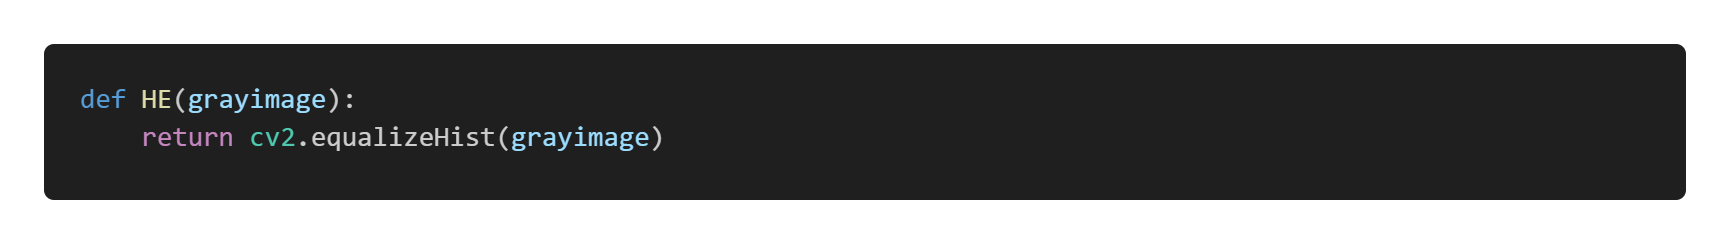 def HE(grayimage):
    return cv2.equalizeHist(grayimage)